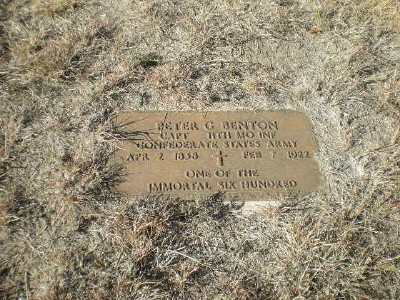 PETER G BENTON
CAPT 11TH MO INF
CONFEDERATE STATES ARMY
APR 2 1838 FEB 7 1922
ONE OF THE
IMMORTAL SIX HUNDRED